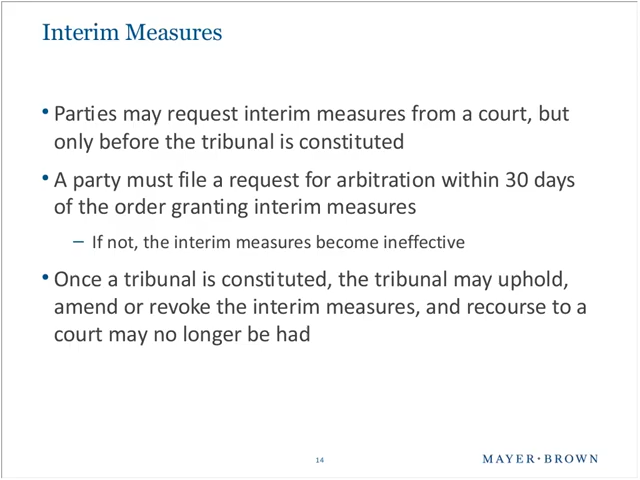 Interim Measures
• Parties may request interim measures from a court, but
only before the tribunal is constituted
• A party must file a request for arbitration within 30 days
of the order granting interim measures
– If not, the interim measures become ineffective
• Once a tribunal is constituted, the tribunal may uphold,
amend or revoke the interim measures, and recourse to a
court may no longer be had
14
MAYER • BROWN